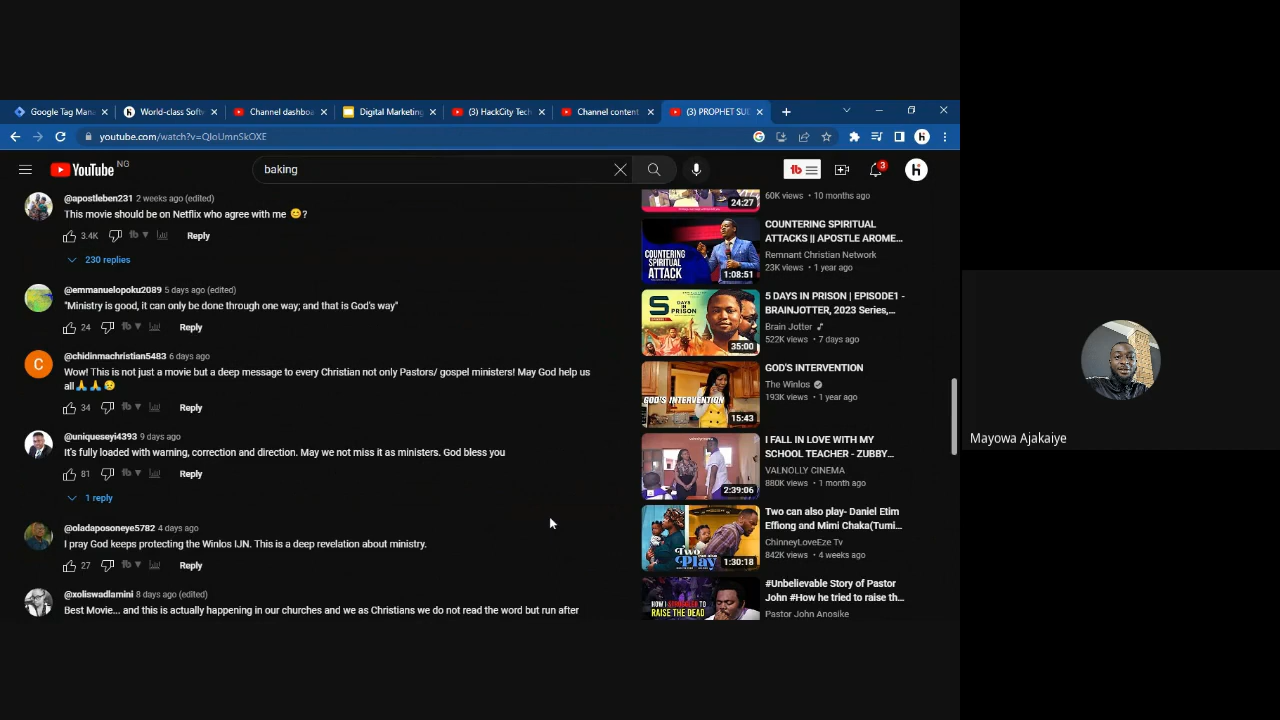 Google Tag Mana
World-class Softw
Channel dashboa
Digital Marketing
(3) HackCity Tech
Channel content
(3) PROPHET SUD
youtube.com/watch?v=QIoUmnSkOXE
YouTube NG
baking
3
@apostleben231 2 weeks ago (edited)
This movie should be on Netflix who agree with me 😊?
3.4K
Reply
230 replies
@emmanuelopoku2089 5 days ago (edited)
"Ministry is good, it can only be done through one way; and that is God's way"
24
Reply
@chidinmachristian5483 6 days ago
Wow! This is not just a movie but a deep message to every Christian not only Pastors/ gospel ministers! May God help us
all🙏🙏😢
34
Reply
@uniqueseyi4393 9 days ago
It's fully loaded with warning, correction and direction. May we not miss it as ministers. God bless you
81
Reply
1 reply
@oladaposoneye5782 4 days ago
I pray God keeps protecting the Winlos IJN. This is a deep revelation about ministry.
27
Reply
@xoliswadlamini 8 days ago (edited)
Best Movie... and this is actually happening in our churches and we as Christians we do not read the word but run after
24:27
60K views • 10 months ago
COUNTERING SPIRITUAL ATTACK
1:08:51
COUNTERING SPIRITUAL
ATTACKS || APOSTLE AROME...
Remnant Christian Network
23K views • 1 year ago
5 DAYS IN PRISON
35:00
5 DAYS IN PRISON | EPISODE1 -
BRAINJOTTER, 2023 Series,...
Brain Jotter
522K views • 7 days ago
GOD'S INTERVENTION
15:43
GOD'S INTERVENTION
The Winlos
193K views • 1 year ago
2:39:06
I FALL IN LOVE WITH MY
SCHOOL TEACHER - ZUBBY...
VALNOLLY CINEMA
880K views • 1 month ago
Two Play
1:30:18
Two can also play- Daniel Etim
Effiong and Mimi Chaka(Tumi...
ChinneyLoveEze Tv
842K views • 4 weeks ago
RAISE THE DEAD
#Unbelievable Story of Pastor
John #How he tried to raise th...
Pastor John Anosike
Mayowa Ajakaiye